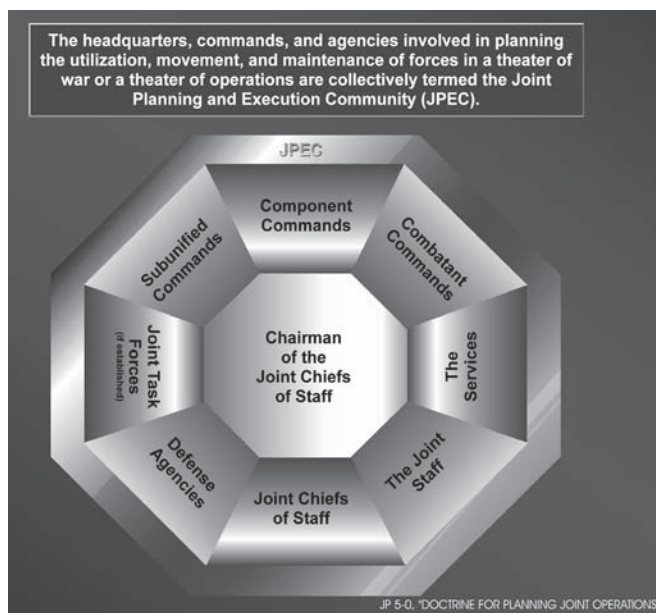 The headquarters, commands, and agencies involved in planning
the utilization, movement, and maintenance of forces in a theater of
war or a theater of operations are collectively termed the Joint
Planning and Execution Community (JPEC).
JPEC
Component
Commands
Combatant
Commands
The
Services
The Joint
Staff
Joint Chiefs
of Staff
Defense
Agencies
Joint Task
Forces
(if established)
Subunified
Commands
Chairman
of the
Joint Chiefs
of Staff
JP 5-0, "DOCTRINE FOR PLANNING JOINT OPERATIONS